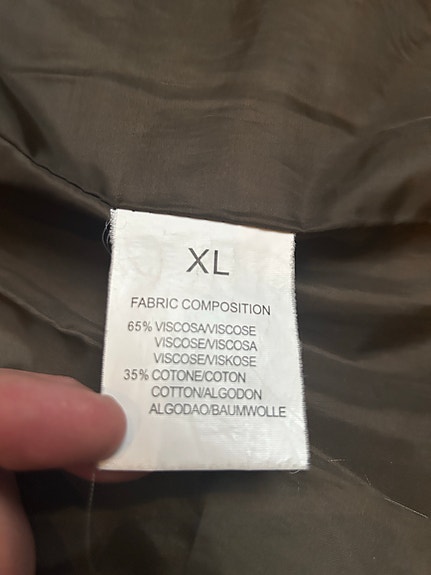 XL
FABRIC COMPOSITION
65% VISCOSA/VISCOSE
VISCOSE/VISCOSA
VISCOSE/VISKOSE
35% COTONE/COTON
COTTON/ALGODON
ALGODAO/BAUMWOLLE